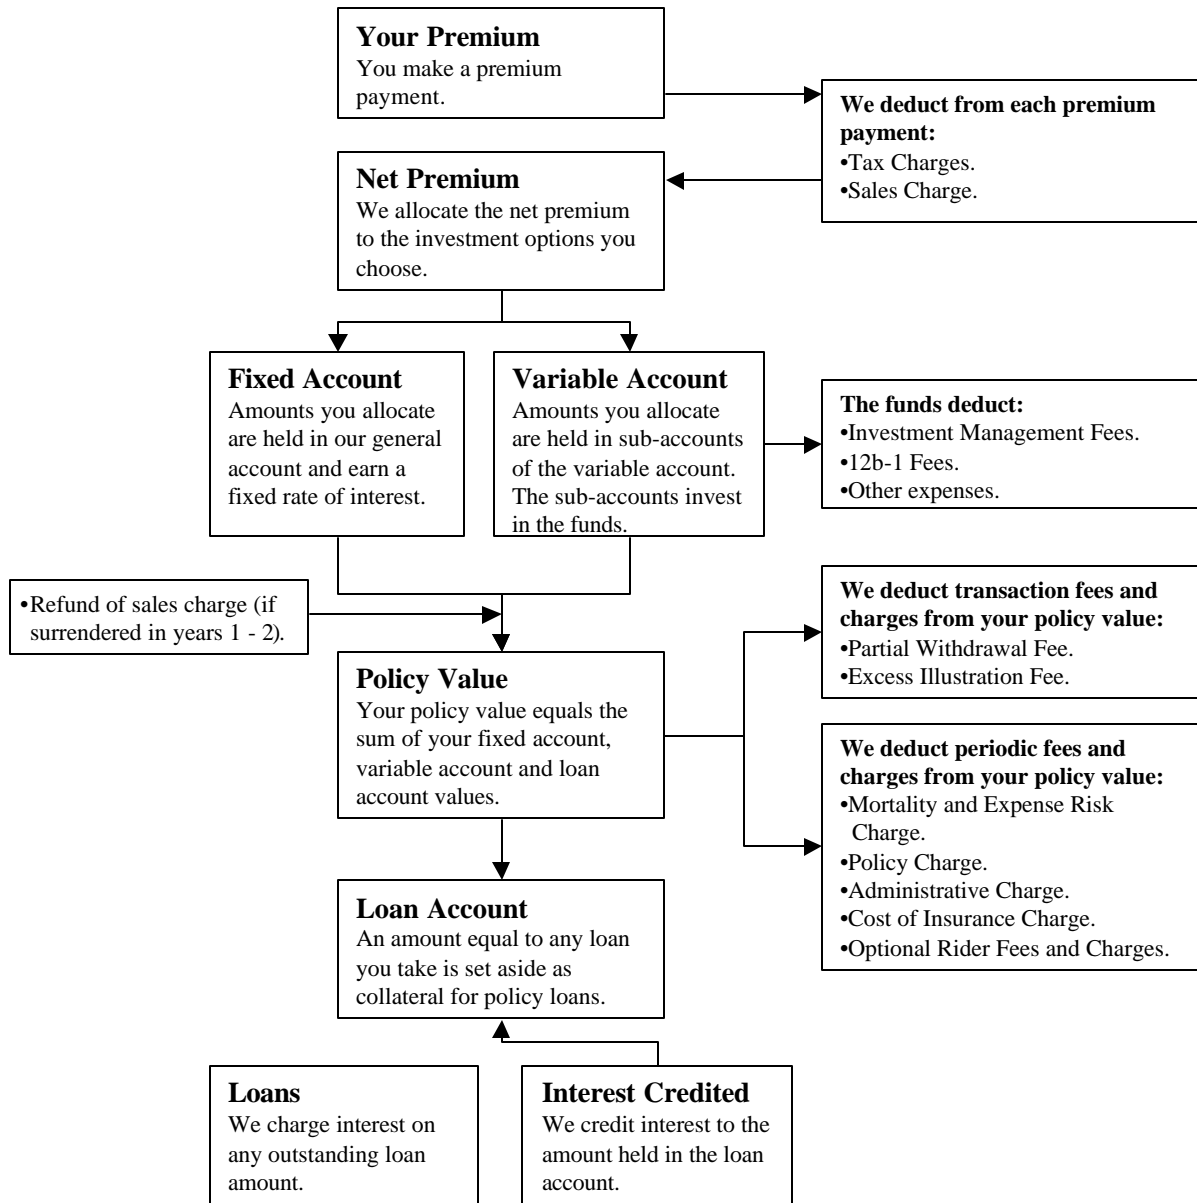 Your Premium
You make a premium
payment.
We deduct from each premium
payment:
•Tax Charges.
•Sales Charge.
Net Premium
We allocate the net premium
to the investment options you
choose.
Fixed Account
Amounts you allocate
are held in our general
account and earn a
fixed rate of interest.
Variable Account
Amounts you allocate
are held in sub-accounts
of the variable account.
The sub-accounts invest
in the funds.
The funds deduct:
•Investment Management Fees.
•12b-1 Fees.
•Other expenses.
•Refund of sales charge (if
surrendered in years 1 - 2).
We deduct transaction fees and
charges from your policy value:
•Partial Withdrawal Fee.
•Excess Illustration Fee.
Policy Value
Your policy value equals the
sum of your fixed account,
variable account and loan
account values.
We deduct periodic fees and
charges from your policy value:
•Mortality and Expense Risk
Charge.
•Policy Charge.
•Administrative Charge.
•Cost of Insurance Charge.
•Optional Rider Fees and Charges.
Loan Account
An amount equal to any loan
you take is set aside as
collateral for policy loans.
Loans
We charge interest on
any outstanding loan
amount.
Interest Credited
We credit interest to the
amount held in the loan
account.